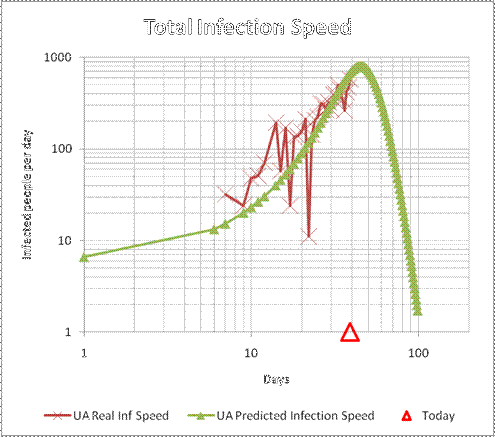 Total Infection Speed
1000
100
10
1
1
10
100
Infacted people per day
Days
UA Real Inf Speed
UA Predicted Infection Speed
Today